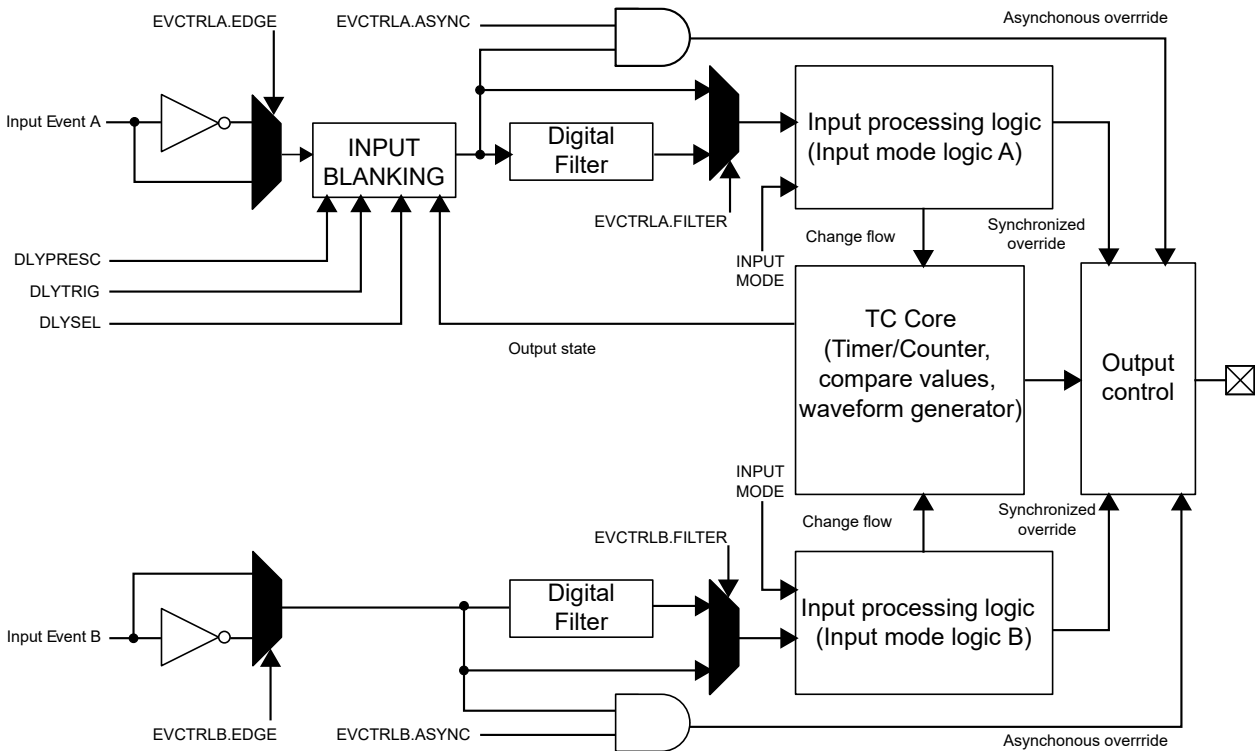 EVCTRLA.EDGE
EVCTRLA.ASYNC
Asynchonous overrride
Input Event A
INPUT
BLANKING
Digital
Filter
Input processing logic
(Input mode logic A)
EVCTRLA.FILTER
DLYPRESC
DLYTRIG
DLYSEL
INPUT
MODE
Change flow
Synchronized
override
Output state
TC Core
(Timer/Counter,
compare values,
waveform generator)
Output
control
INPUT
MODE
Change flow
Synchronized
override
EVCTRLB.FILTER
Input Event B
Digital
Filter
Input processing logic
(Input mode logic B)
EVCTRLB.EDGE
EVCTRLB.ASYNC
Asynchonous overrride